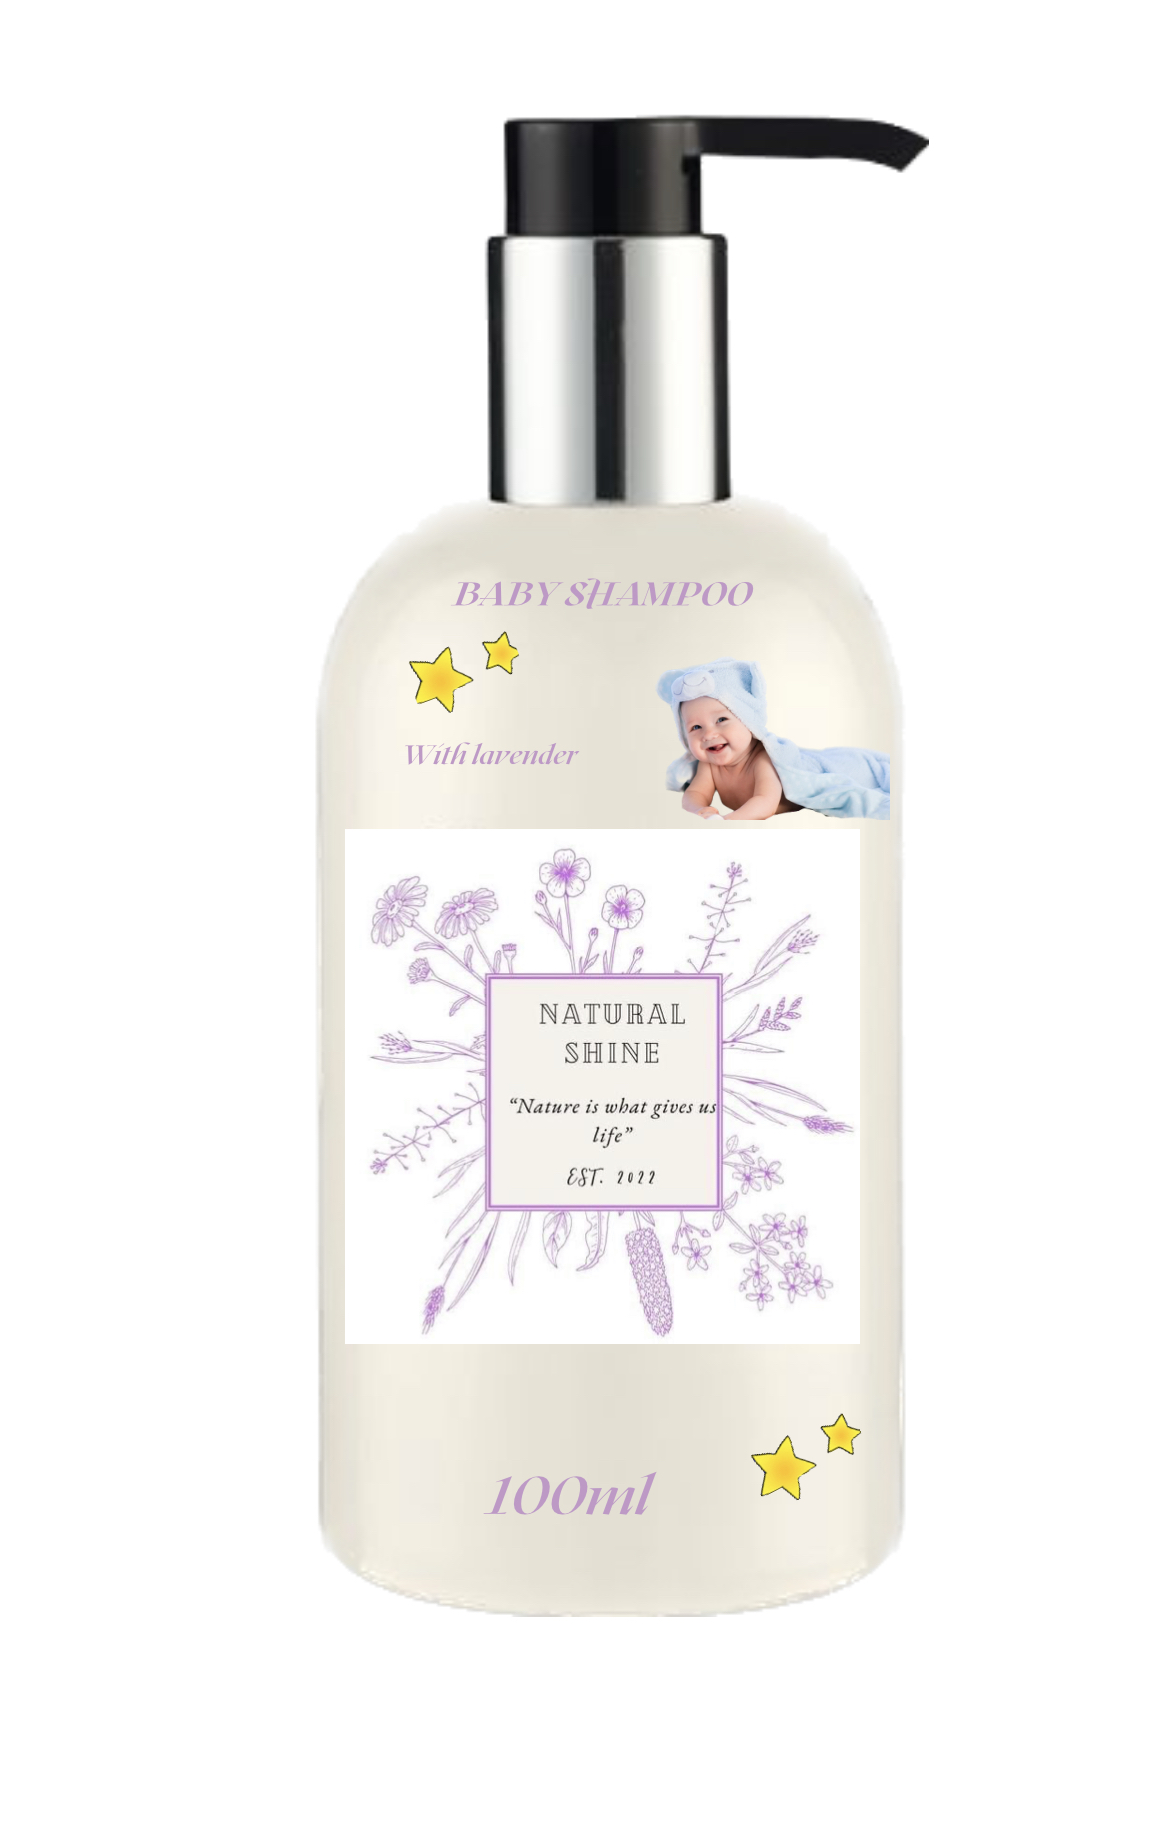 BABY SHAMPOO
With lavender
NATURAL
SHINE
“Nature is what gives us
life”
EST. 2022
100ml